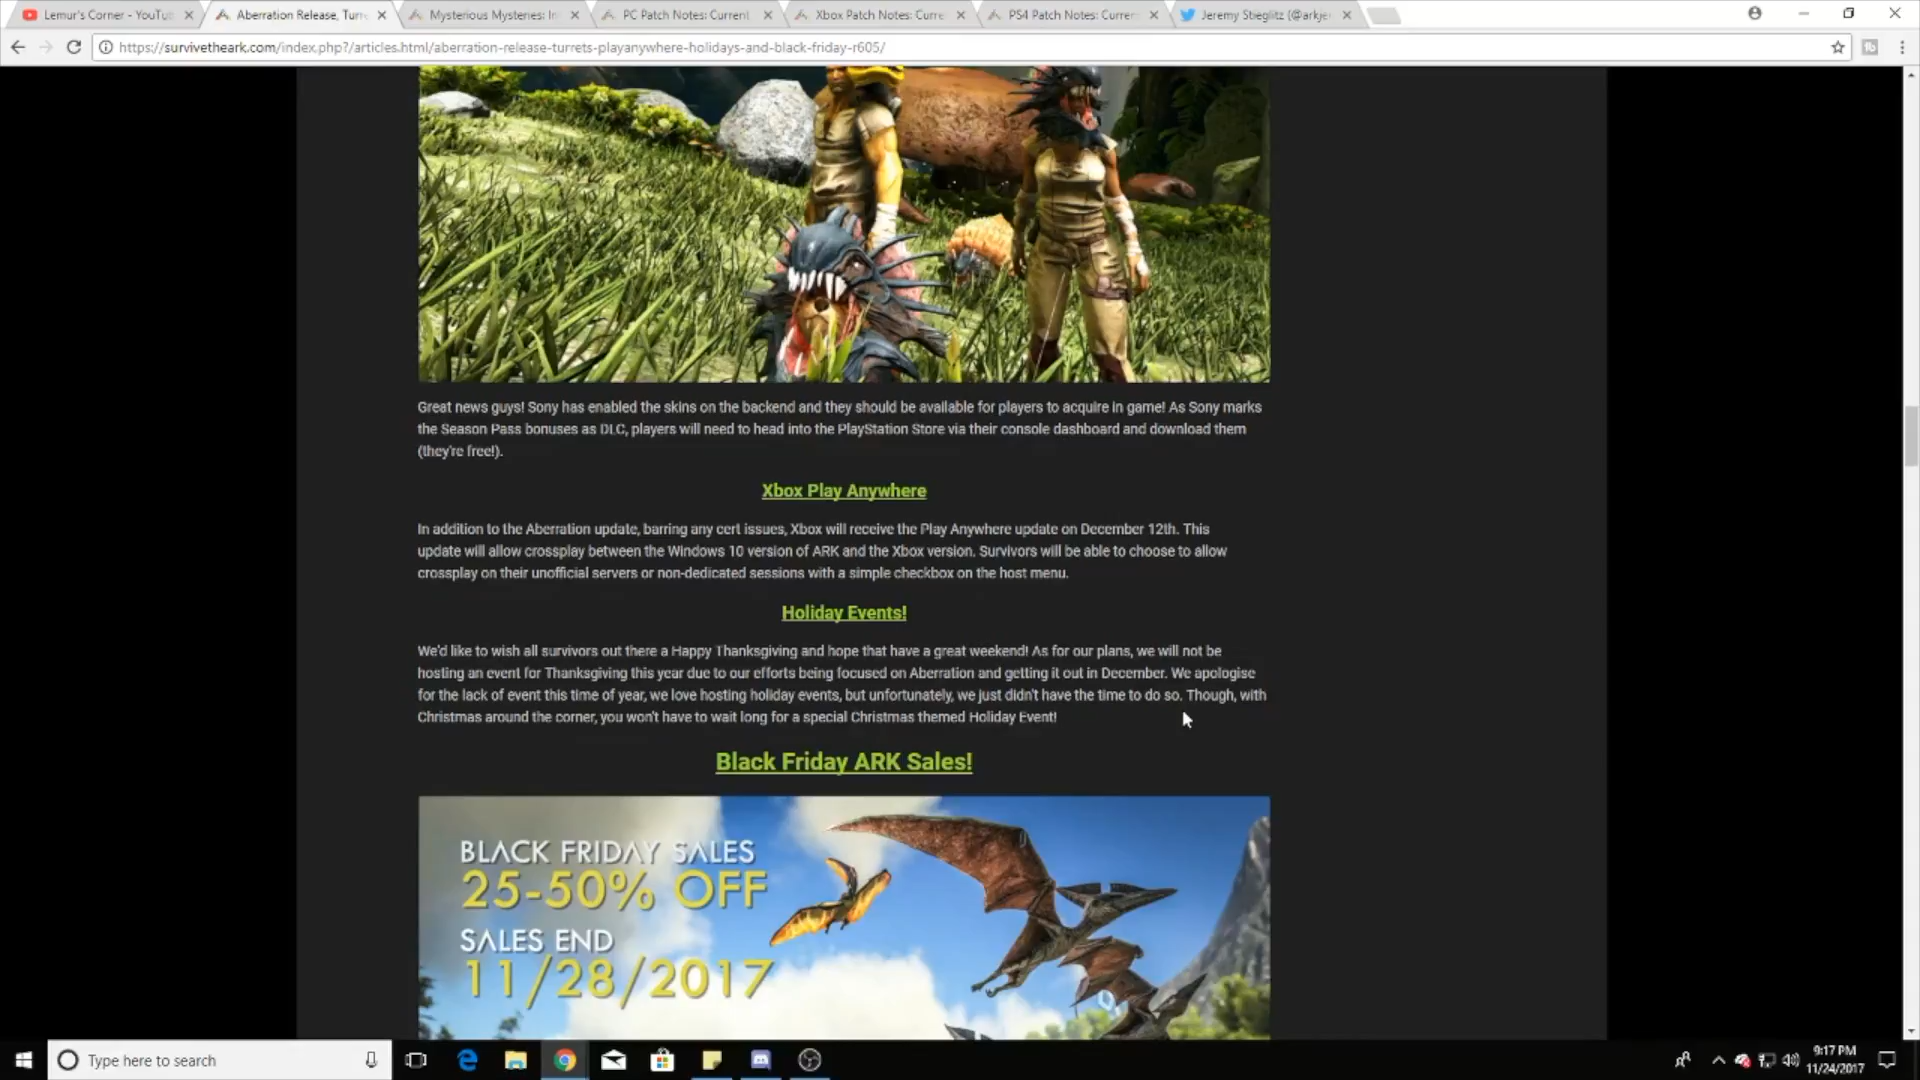 Lemur's Corner - YouTu
Aberration Release, Turr
Mysterious Mysteries: In
PC Patch Notes: Current
Xbox Patch Notes: Curre
PS4 Patch Notes: Curren
Jeremy Stieglitz (@arkje
https://survivetheark.com/index.php?/articles.html/aberration-release-turrets-playanywhere-holidays-and-black-friday-r605/
Great news guys! Sony has enabled the skins on the backend and they should be available for players to acquire in game! As Sony marks
the Season Pass bonuses as DLC, players will need to head into the PlayStation Store via their console dashboard and download them
(they're free!).
Xbox Play Anywhere
In addition to the Aberration update, barring any cert issues, Xbox will receive the Play Anywhere update on December 12th. This
update will allow crossplay between the Windows 10 version of ARK and the Xbox version. Survivors will be able to choose to allow
crossplay on their unofficial servers or non-dedicated sessions with a simple checkbox on the host menu.
Holiday Events!
We'd like to wish all survivors out there a Happy Thanksgiving and hope that have a great weekend! As for our plans, we will not be
hosting an event for Thanksgiving this year due to our efforts being focused on Aberration and getting it out in December. We apologise
for the lack of event this time of year, we love hosting holiday events, but unfortunately, we just didn't have the time to do so. Though, with
Christmas around the corner, you won't have to wait long for a special Christmas themed Holiday Event!
Black Friday ARK Sales!
BLACK FRIDAY SALES
25-50% OFF
SALES END
11/28/2017
Type here to search
9:17 PM
11/24/2017